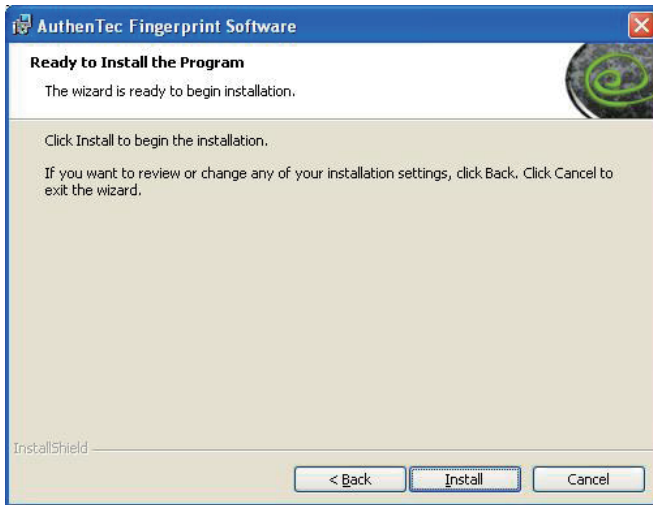 AuthenTec Fingerprint Software
Ready to Install the Program
The wizard is ready to begin installation.
Click Install to begin the installation.
If you want to review or change any of your installation settings, click Back. Click Cancel to
exit the wizard.
InstallShield
< Back Install Cancel